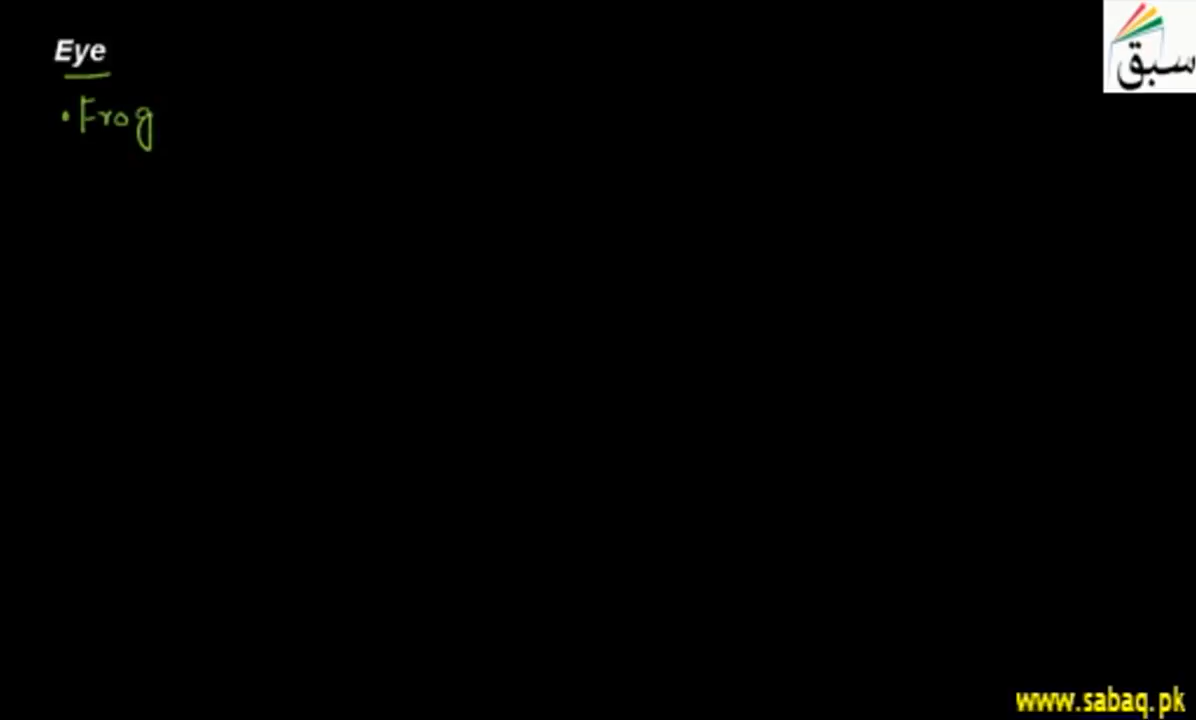 Eye
سبق
• Frog
www.sabaq.pk